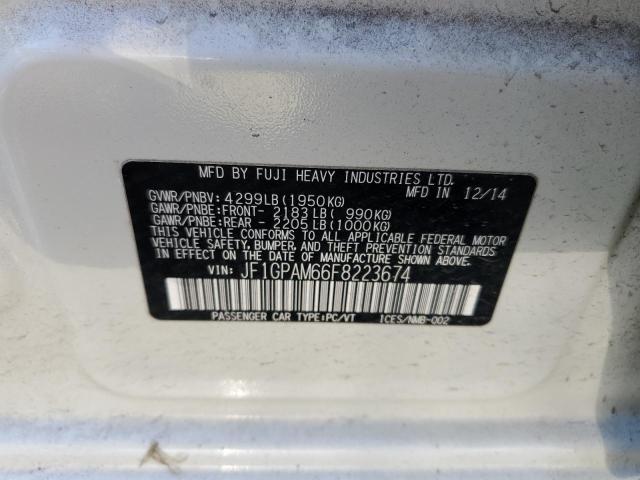 MFD BY FUJI HEAVY INDUSTRIES LTD.
MFD IN 12/14
GVWR/PNBV: 4299LB(1950KG)
GAWR/PNBE:FRONT- 2183LB( 990KG)
GAWR/PNBE:REAR - 2205LB(1000KG)
THIS VEHICLE CONFORMS TO ALL APPLICABLE FEDERAL MOTOR
VEHICLE SAFETY, BUMPER, AND THEFT PREVENTION STANDARDS
IN EFFECT ON THE DATE OF MANUFACTURE SHOWN ABOVE.
VIN: JF1GPAM66F8223674
PASSENGER CAR TYPE:PC/VT ICES/NMB-002